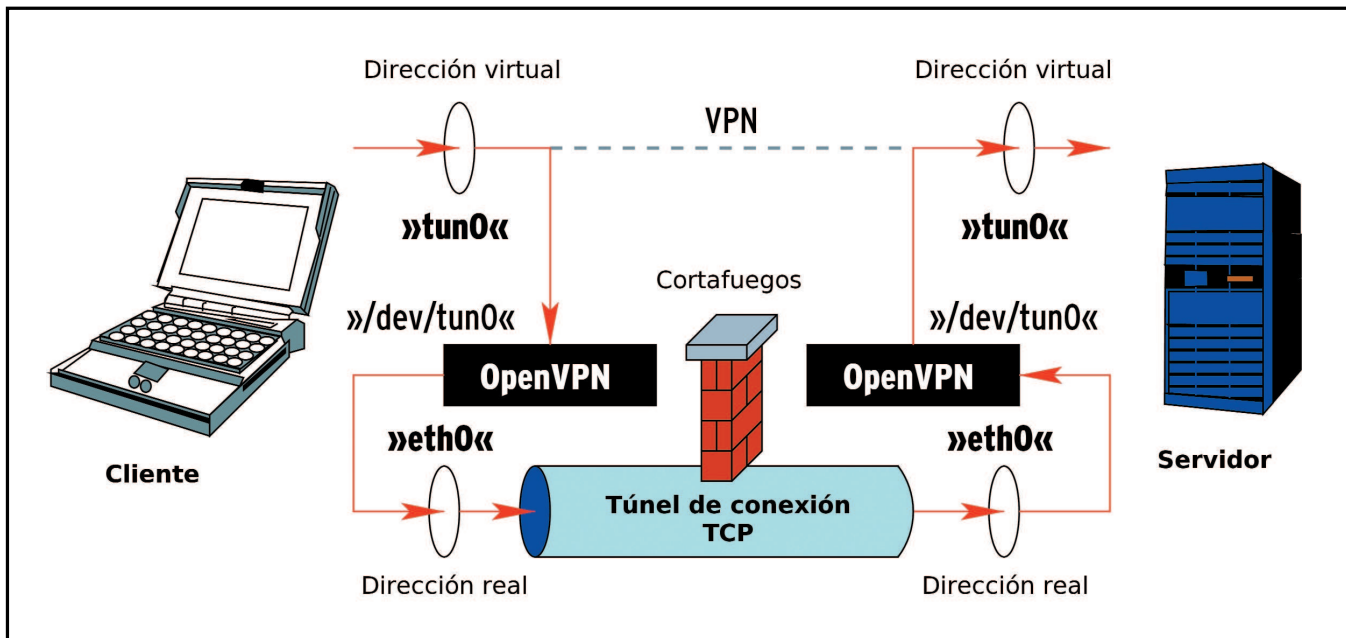 Dirección virtual
Dirección virtual
VPN
»tun0«
»tun0«
Cortafuegos
»/dev/tun0«
»/dev/tun0«
OpenVPN
OpenVPN
»eth0«
»eth0«
Cliente
Servidor
Túnel de conexión
TCP
Dirección real
Dirección real